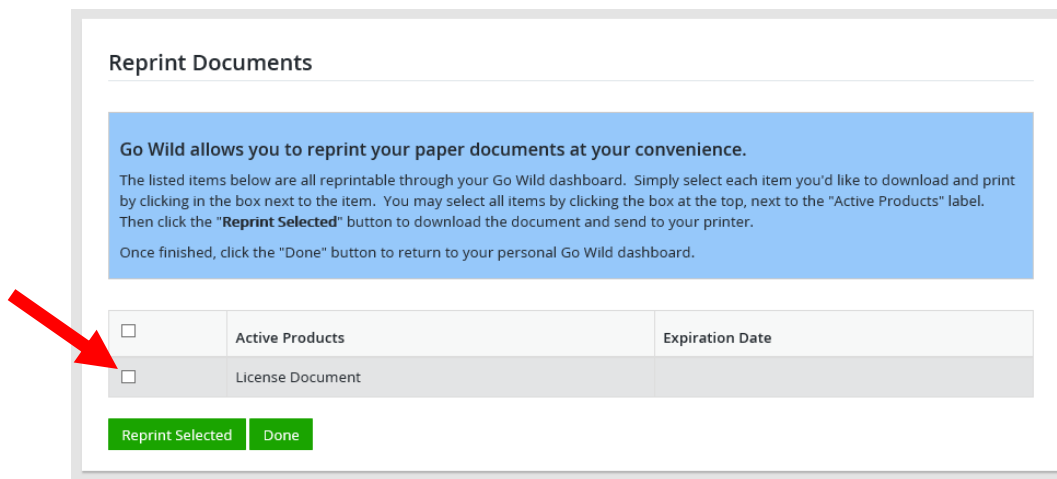 Reprint Documents
Go Wild allows you to reprint your paper documents at your convenience.
The listed items below are all reprintable through your Go Wild dashboard.  Simply select each item you'd like to download and print
by clicking in the box next to the item.  You may select all items by clicking the box at the top, next to the "Active Products" label.
Then click the "Reprint Selected" button to download the document and send to your printer.
Once finished, click the "Done" button to return to your personal Go Wild dashboard.
Active Products Expiration Date
License Document
Reprint Selected Done